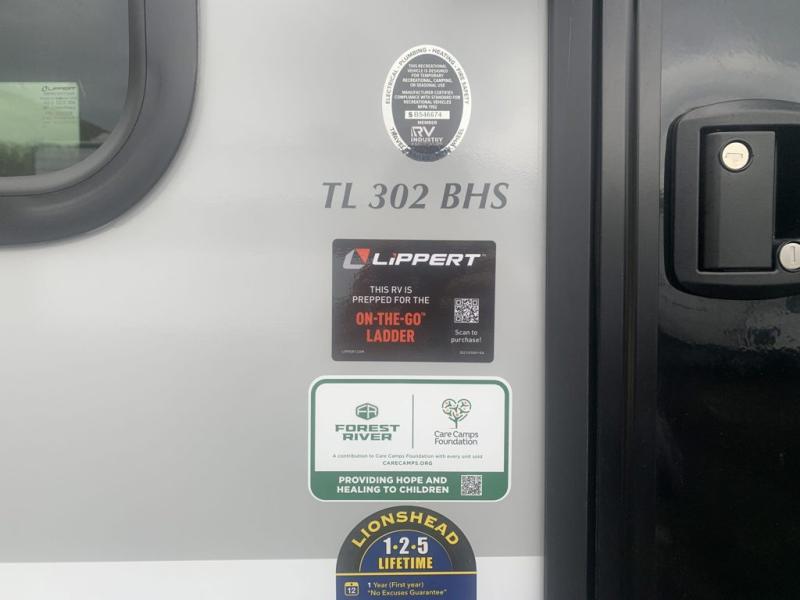 ELECTRICAL - PLUMBING - HEATING - FIRE SAFETY
THIS RECREATIONAL
VEHICLE IS DESIGNED
FOR TEMPORARY
RECREATIONAL, CAMPING,
OR SEASONAL USE
MANUFACTURER CERTIFIES
COMPLIANCE WITH STANDARD FOR
RECREATIONAL VEHICLES
NFPA 1192
MEMBER
RV
INDUSTRY
TL 302 BHS
LiPPERT™
THIS RV IS
PREPPED FOR THE
ON-THE-GO™
LADDER
Scan to
purchase!
LIPPERT.COM
FR
FOREST
RIVER
Care Camps
Foundation
A contribution to Care Camps Foundation with every unit sold
CARECAMPS.ORG
PROVIDING HOPE AND
HEALING TO CHILDREN
LIONSHEAD
1·2·5
LIFETIME
12
1 Year (First year)
"No Excuses Guarantee"
LIPPERT